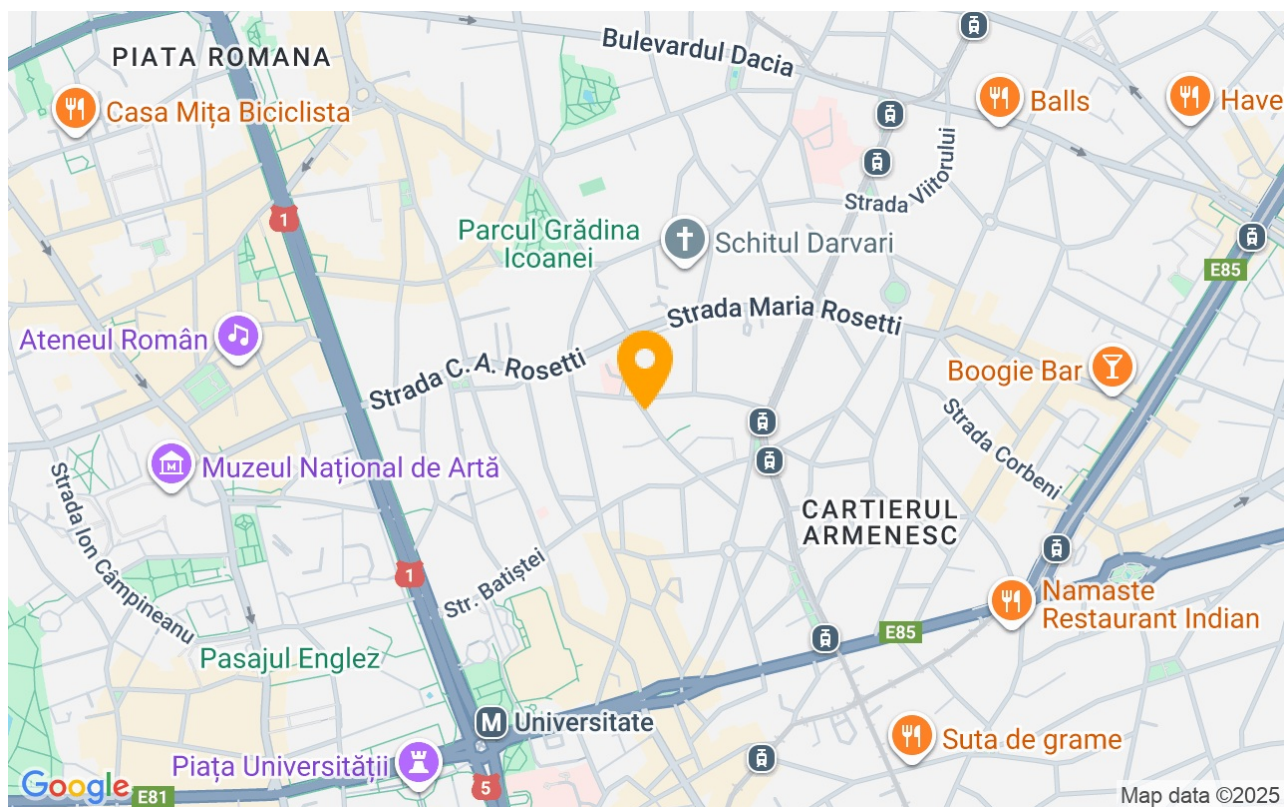 Bulevardul Dacia
PIATA ROMANA
Casa Mița Biciclista
Balls
Have
Strada Viitorului
Parcul Grădina
Icoanei
Schitul Darvari
1
E85
Strada Maria Rosetti
Ateneul Român
Strada C. A. Rosetti
Boogie Bar
Strada Corbeni
M
Muzeul Național de Artă
Strada Ion Câmpineanu
CARTIERUL
ARMENESC
1
Str. Batiștei
Namaste
Restaurant Indian
E85
Pasajul Englez
M
Universitate
Suta de grame
Piața Universității
5
Google
E81
Map data ©2025